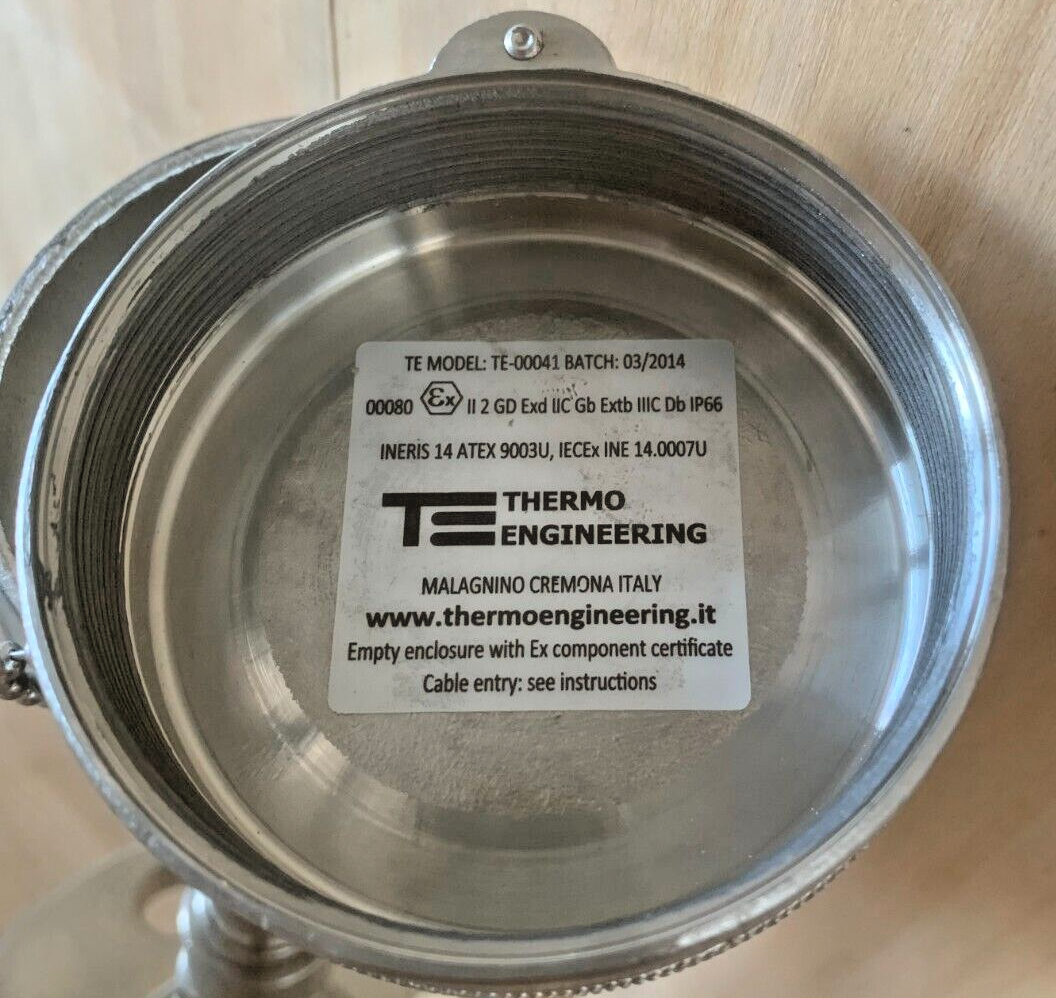 TE MODEL: TE-00041 BATCH: 03/2014
00080 Ex II 2 GD Exd IIC Gb Extb IIIC Db IP66
INERIS 14 ATEX 9003U, IECEx INE 14.0007U
TE THERMO
ENGINEERING
MALAGNINO CREMONA ITALY
www.thermoengineering.it
Empty enclosure with Ex component certificate
Cable entry: see instructions